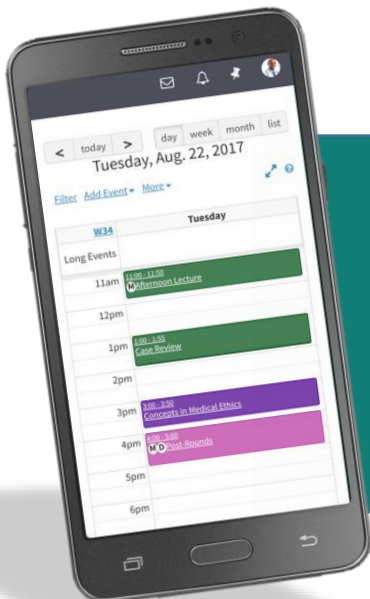 < today > day week month list
Tuesday, Aug. 22, 2017
Filter Add Event More
W34 Tuesday
Long Events
11am 11:00 - 11:50
M Afternoon Lecture
12pm
1pm 1:00 - 1:55
Case Review
2pm
3pm 3:00 - 3:50
Concepts in Medical Ethics
4pm 4:00 - 5:00
M D Post-Rounds
5pm
6pm